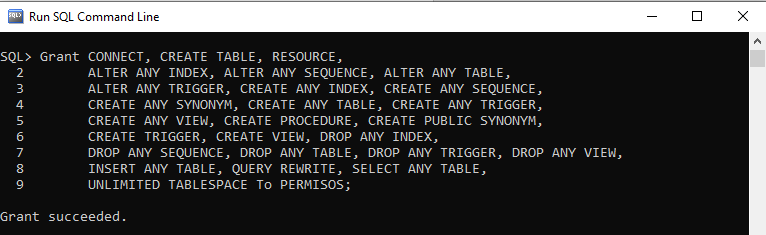 Run SQL Command Line
SQL> Grant CONNECT, CREATE TABLE, RESOURCE,
2 ALTER ANY INDEX, ALTER ANY SEQUENCE, ALTER ANY TABLE,
3 ALTER ANY TRIGGER, CREATE ANY INDEX, CREATE ANY SEQUENCE,
4 CREATE ANY SYNONYM, CREATE ANY TABLE, CREATE ANY TRIGGER,
5 CREATE ANY VIEW, CREATE PROCEDURE, CREATE PUBLIC SYNONYM,
6 CREATE TRIGGER, CREATE VIEW, DROP ANY INDEX,
7 DROP ANY SEQUENCE, DROP ANY TABLE, DROP ANY TRIGGER, DROP ANY VIEW,
8 INSERT ANY TABLE, QUERY REWRITE, SELECT ANY TABLE,
9 UNLIMITED TABLESPACE To PERMISOS;
Grant succeeded.